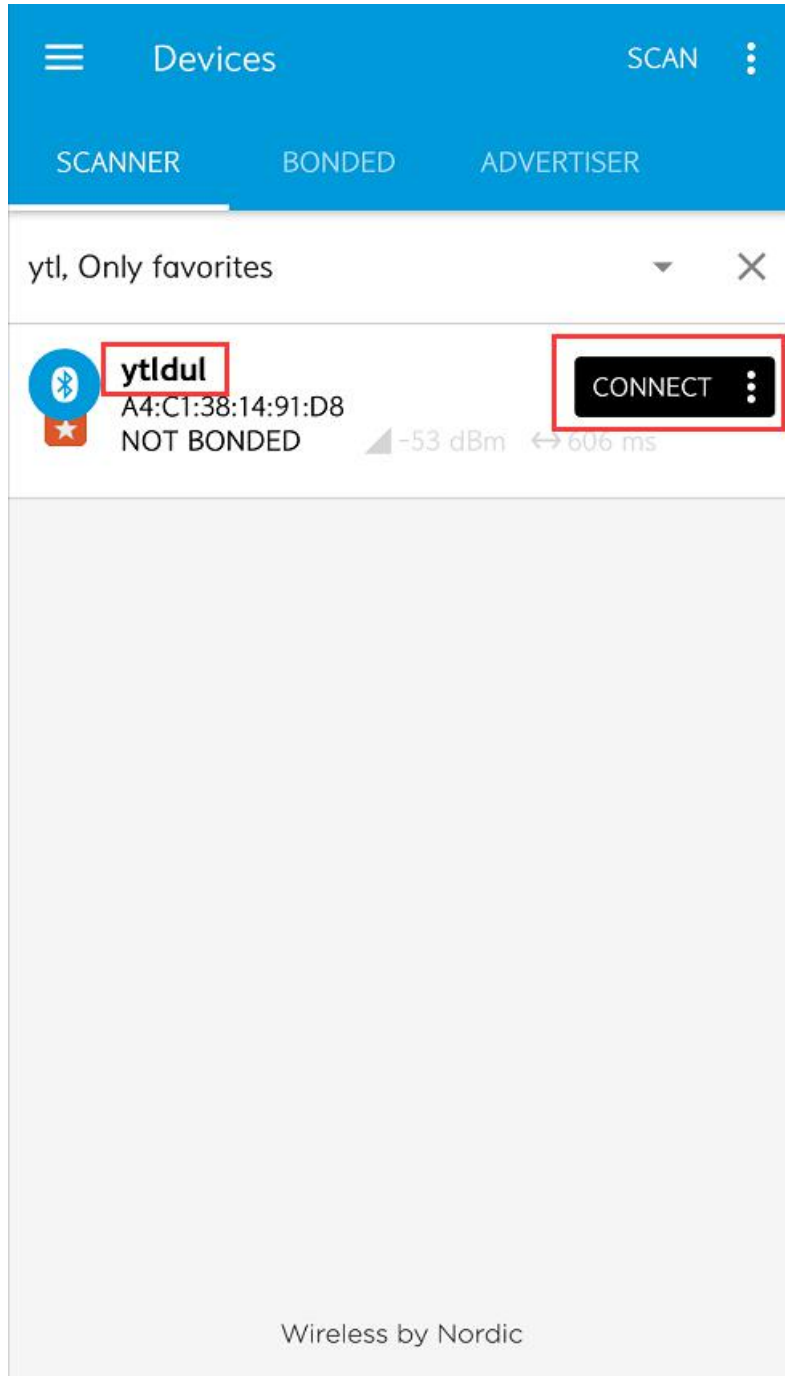 Devices SCAN
SCANNER BONDED ADVERTISER
ytl, Only favorites
ytldul
CONNECT
A4:C1:38:14:91:D8
NOT BONDED -53 dBm 606 ms
Wireless by Nordic